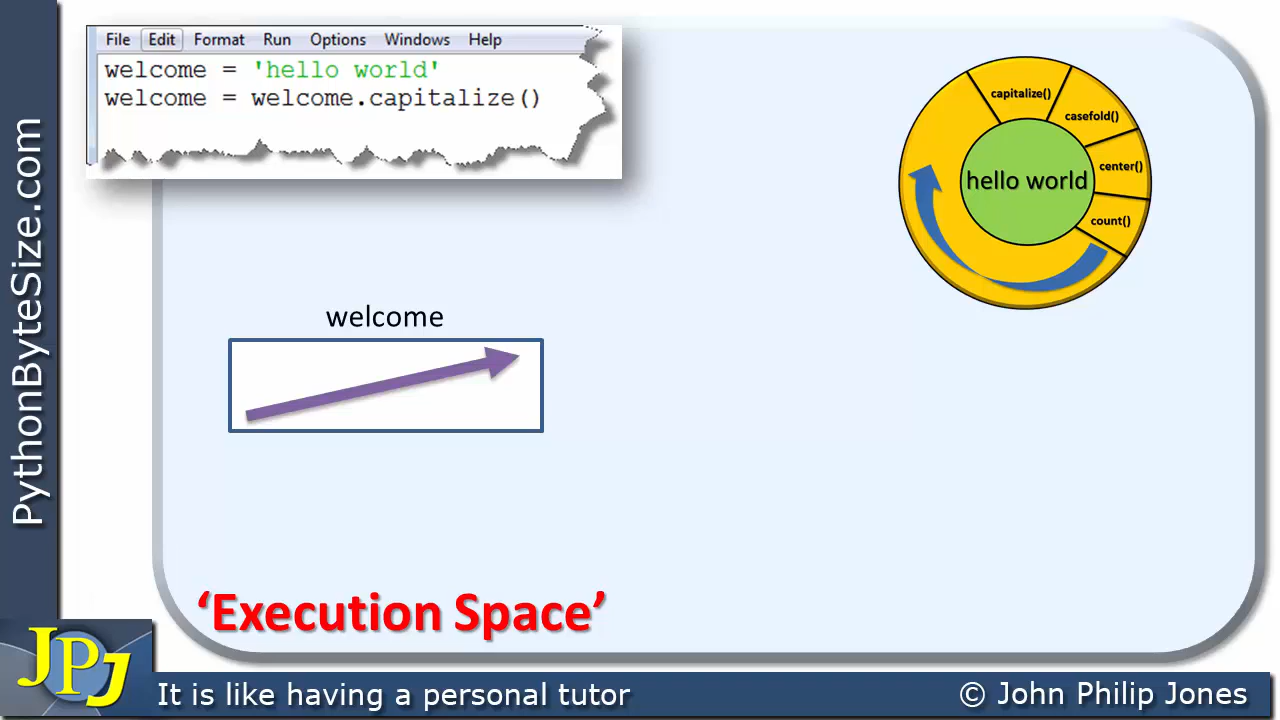 File Edit Format Run Options Windows Help
welcome = 'hello world'
welcome = welcome.capitalize()
capitalize()
casefold()
center()
count()
hello world
welcome
‘Execution Space’
PythonByteSize.com
JPJ
It is like having a personal tutor
© John Philip Jones